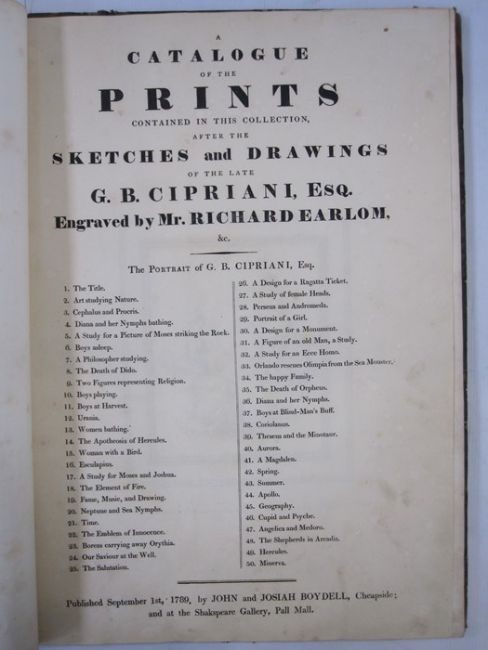 A
CATALOGUE
OF THE
PRINTS
CONTAINED IN THIS COLLECTION,
AFTER THE
SKETCHES and DRAWINGS
OF THE LATE
G. B. CIPRIANI, Esq.
Engraved by Mr. RICHARD EARLOM,
&c.
The Portrait of G. B. CIPRIANI, Esq.
1. The Title.
2. Art studying Nature.
3. Cephalus and Procris.
4. Diana and her Nymphs bathing.
5. A Study for a Picture of Moses striking the Rock.
6. Boys asleep.
7. A Philosopher studying.
8. The Death of Dido.
9. Two Figures representing Religion.
10. Boys playing.
11. Boys at Harvest.
12. Urania.
13. Women bathing.
14. The Apotheosis of Hercules.
15. Woman with a Bird.
16. Esculapius.
17. A Study for Moses and Joshua.
18. The Element of Fire.
19. Fame, Music, and Drawing.
20. Neptune and Sea Nymphs.
21. Time.
22. The Emblem of Innocence.
23. Boreas carrying away Orythia.
24. Our Saviour at the Well.
25. The Salutation.
26. A Design for a Ragatta Ticket.
27. A Study of female Heads.
28. Perseus and Andromeda.
29. Portrait of a Girl.
30. A Design for a Monument.
31. A Figure of an old Man, a Study.
32. A Study for an Ecce Homo.
33. Orlando rescues Olimpia from the Sea Monster.
34. The happy Family.
35. The Death of Orpheus.
36. Diana and her Nymphs.
37. Boys at Blind-Man's Buff.
38. Coriolanus.
39. Theseus and the Minotaur.
40. Aurora.
41. A Magdalen.
42. Spring.
43. Summer.
44. Apollo.
45. Geography.
46. Cupid and Psyche.
47. Angelica and Medoro.
48. The Shepherds in Arcadia.
49. Hercules.
50. Minerva.
Published September 1st, 1789, by JOHN and JOSIAH BOYDELL, Cheapside;
and at the Shakspeare Gallery, Pall Mall.